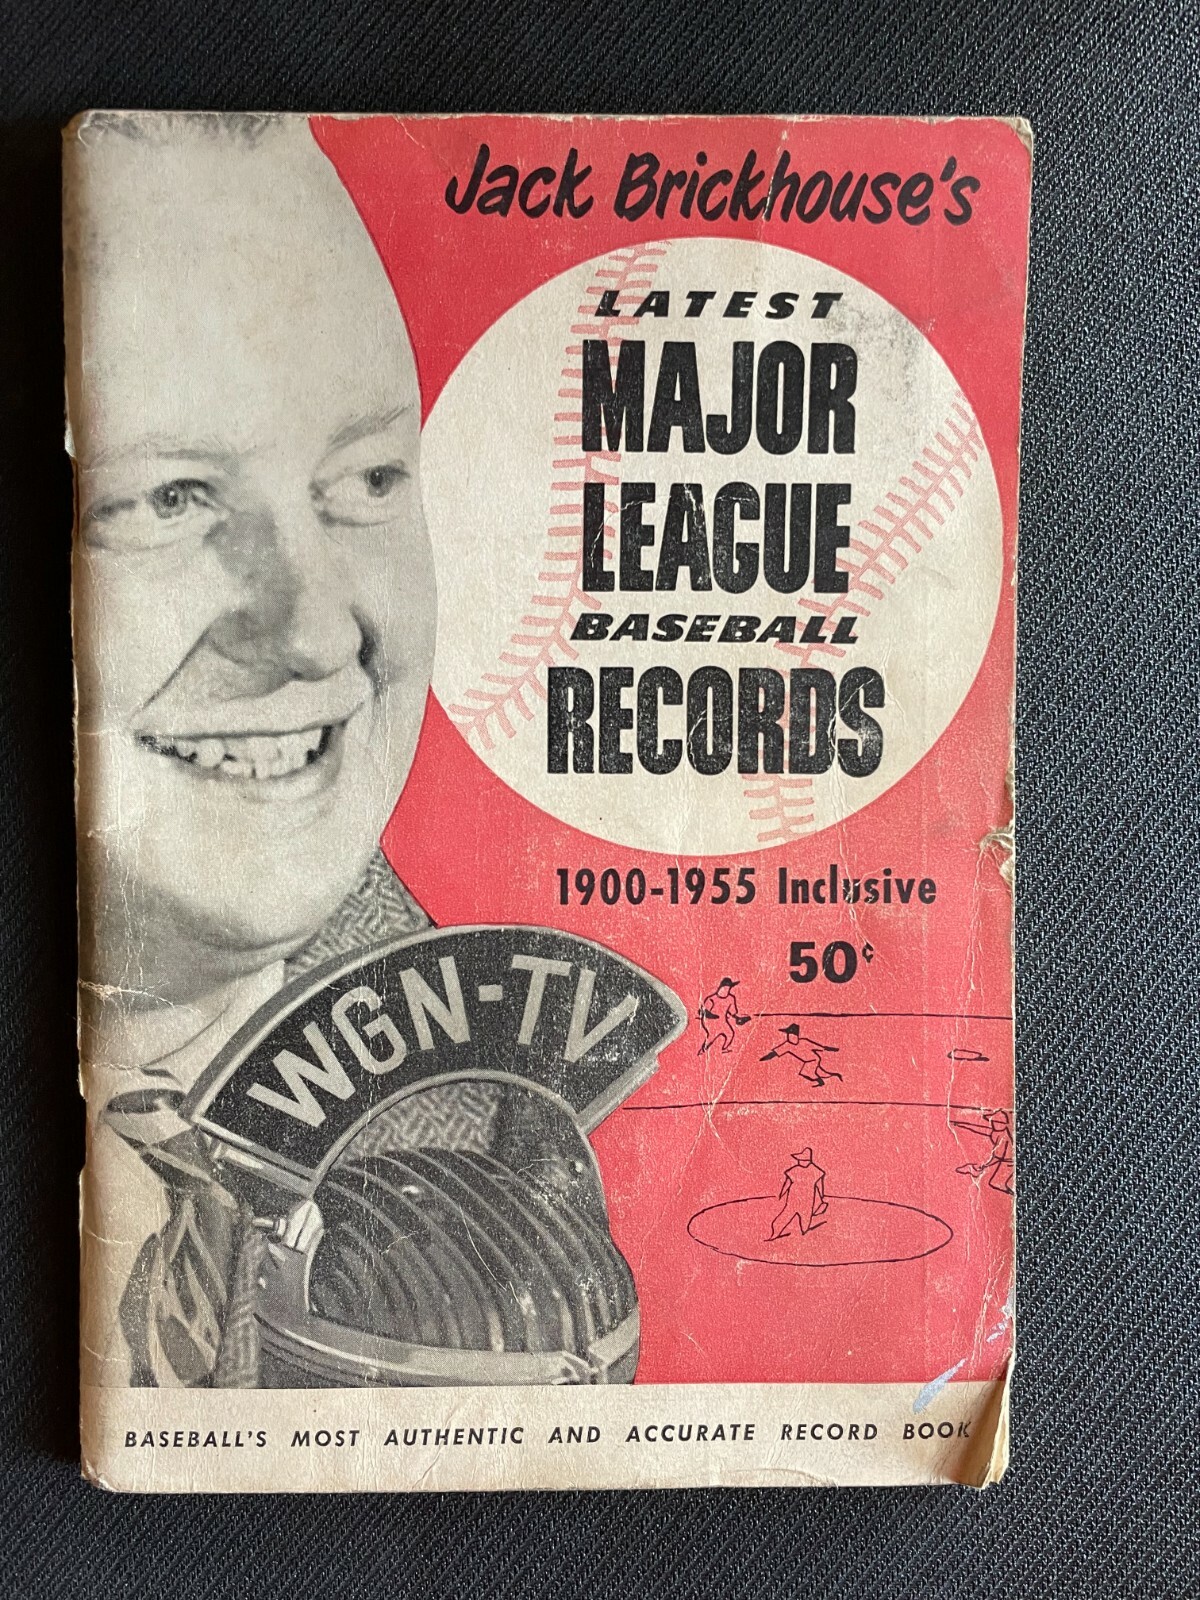 Jack Brickhouse's
LATEST
MAJOR
LEAGUE
BASEBALL
RECORDS
1900-1955 Inclusive
50¢
WGN-TV
BASEBALL'S MOST AUTHENTIC AND ACCURATE RECORD BOOK